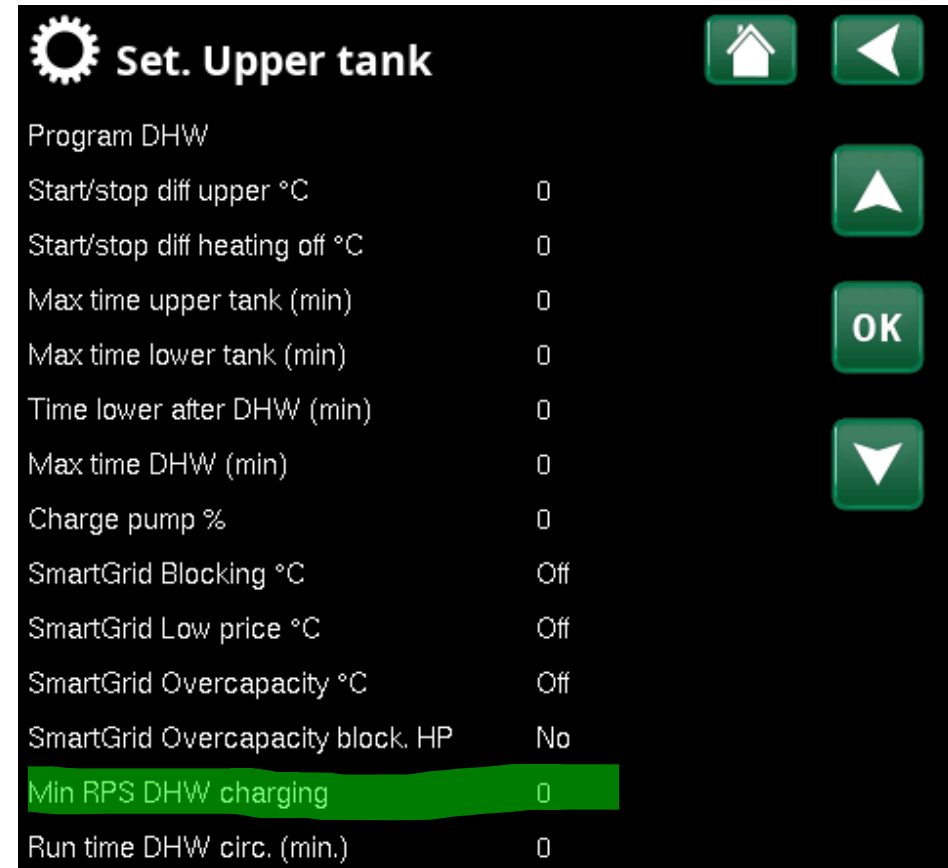 Set. Upper tank
Program DHW
Start/stop diff upper °C 0
Start/stop diff heating off °C 0
Max time upper tank (min) 0
OK
Max time lower tank (min) 0
Time lower after DHW (min) 0
Max time DHW (min) 0
Charge pump % 0
SmartGrid Blocking °C Off
SmartGrid Low price °C Off
SmartGrid Overcapacity °C Off
SmartGrid Overcapacity block. HP No
Min RPS DHW charging 0
Run time DHW circ. (min.) 0